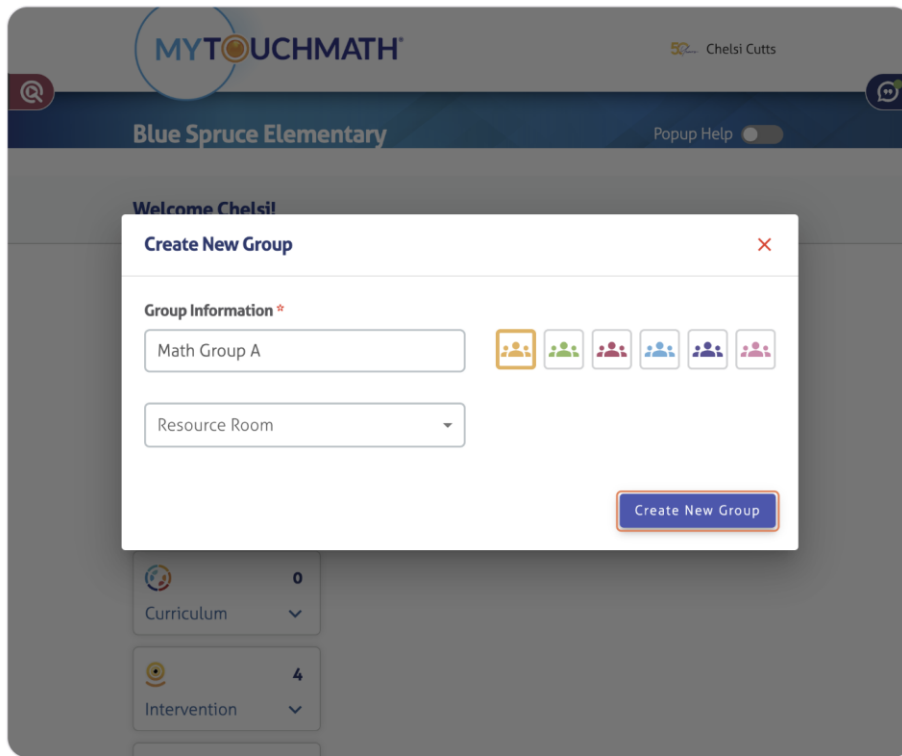 MYTOUCHMATH®
Chelsi Cutts
Blue Spruce Elementary
Popup Help
Welcome Chelsi!
Create New Group
Group Information *
Math Group A
Resource Room
Create New Group
0
Curriculum
4
Intervention